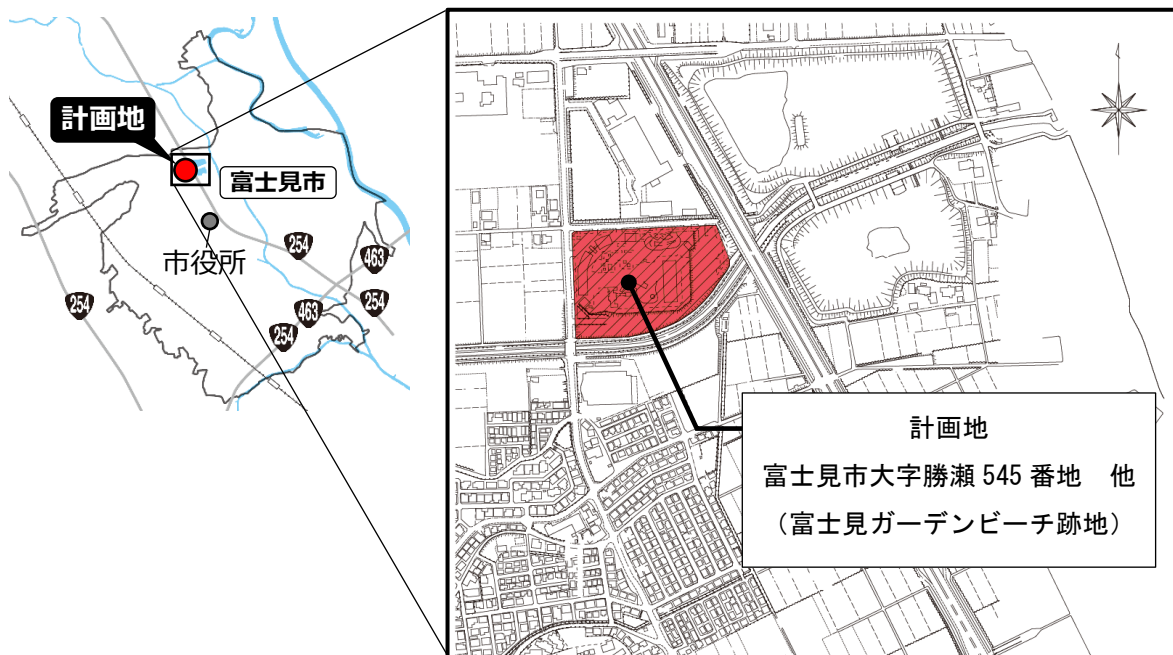 計画地
富士見市
市役所
254
463
254
254
463
254
計画地
富士見市大字勝瀬 545 番地　他
（富士見ガーデンビーチ跡地）